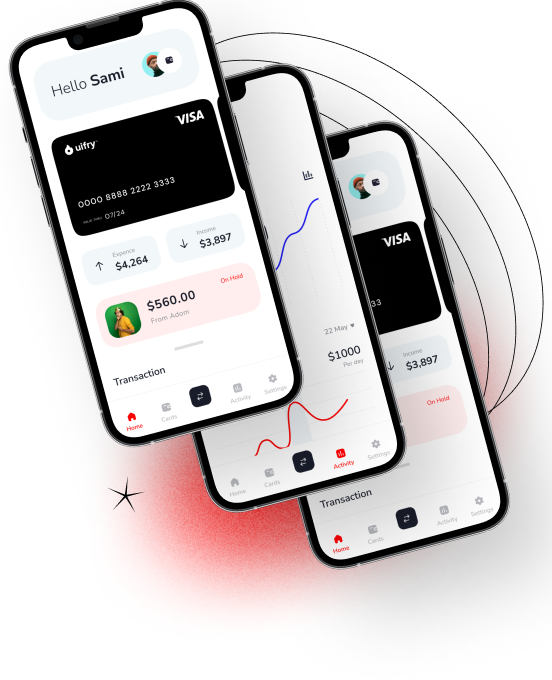 Hello Sami
VISA
uifry
0000 8888 2222 3333
VALID THRU 07/24
Expence
$4,264
Income
$3,897
On Hold
$560.00
From Adom
Transaction
Home
Cards
Activity
Settings
22 May
$1000
Per day
Home
Cards
Activity
Settings
VISA
33
Income
$3,897
On Hold
Transaction
Home
Cards
Activity
Settings